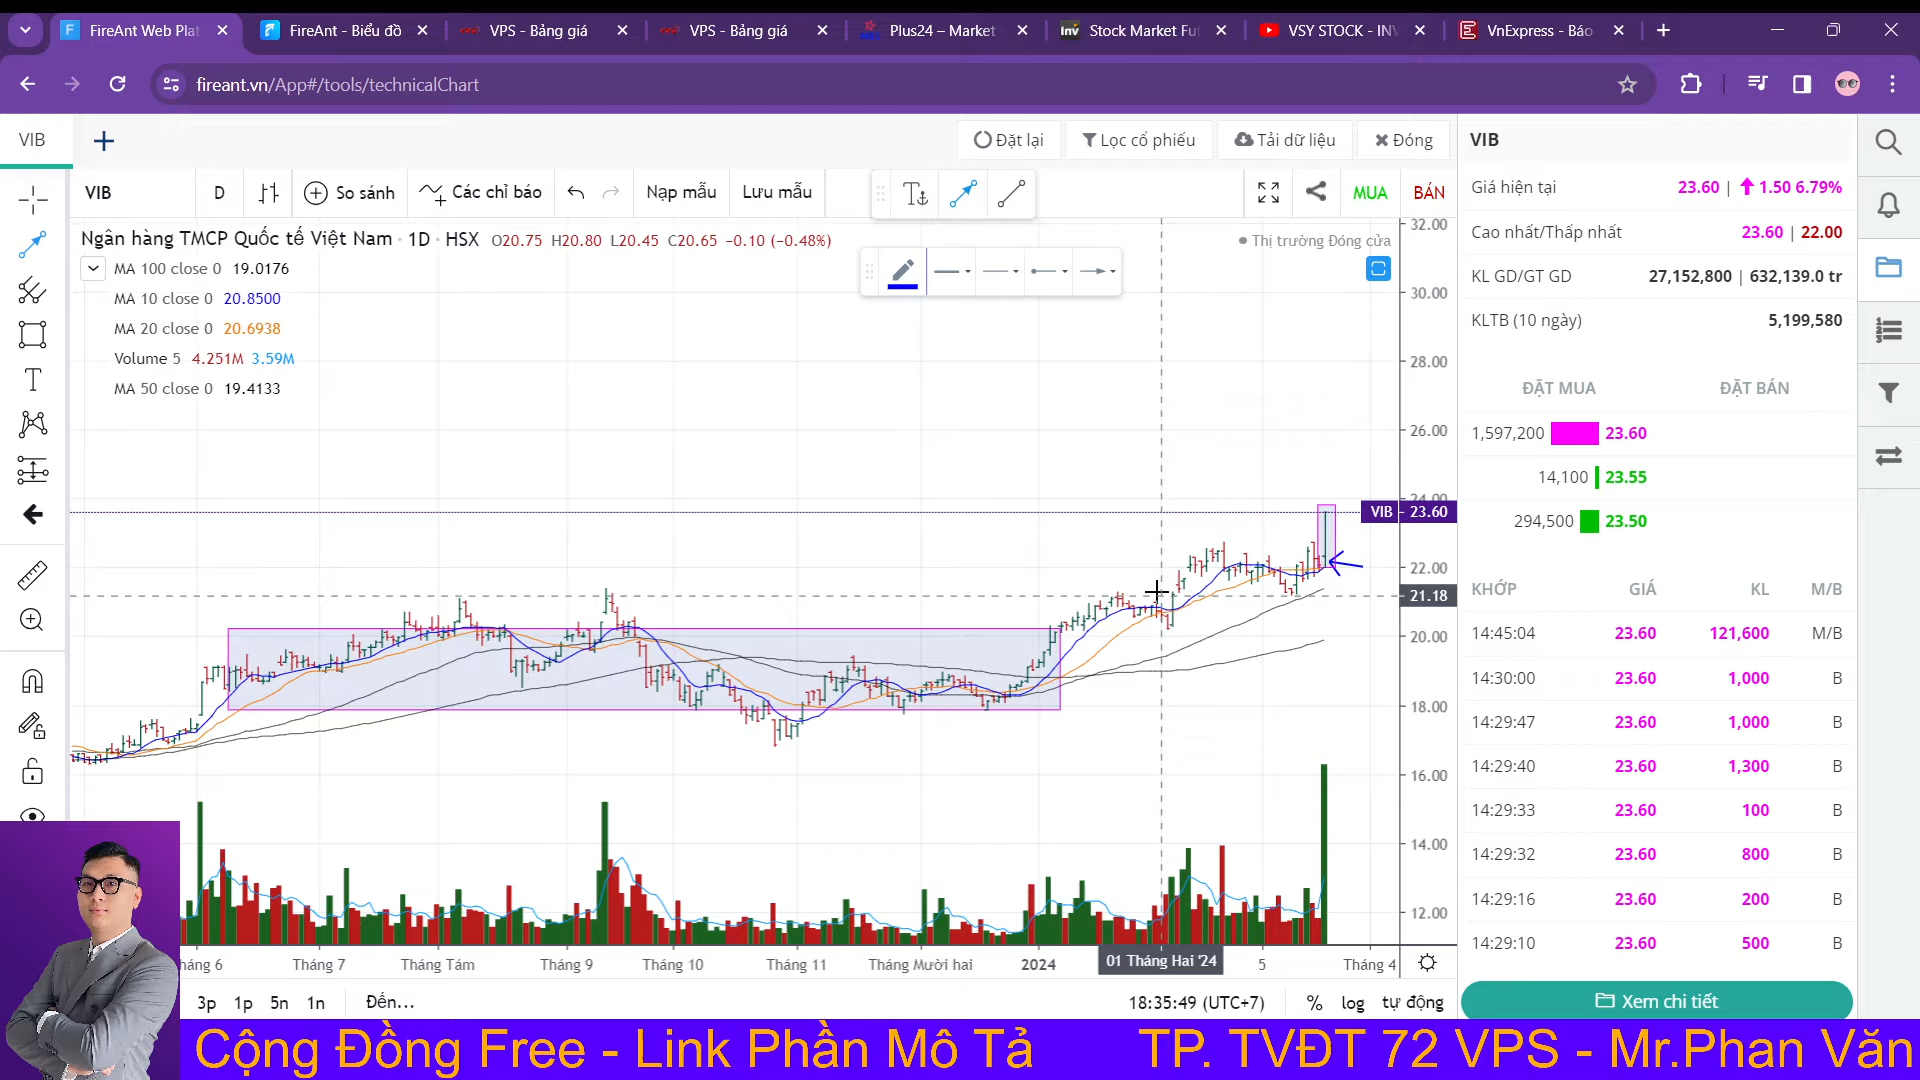 FireAnt Web Plat
FireAnt - Biểu đồ
VPS - Bảng giá
VPS - Bảng giá
Plus24 – Market
Stock Market Fut
VSY STOCK - INV
VnExpress - Báo
fireant.vn/App#/tools/technicalChart
VIB
Đặt lại
Lọc cổ phiếu
Tải dữ liệu
Đóng
VIB
D
So sánh
Các chỉ báo
Nạp mẫu
Lưu mẫu
MUA
BÁN
Ngân hàng TMCP Quốc tế Việt Nam · 1D · HSX O20.75 H20.80 L20.45 C20.65 −0.10 (−0.48%)
Thị trường Đóng cửa
MA 100 close 0 19.0176
MA 10 close 0 20.8500
MA 20 close 0 20.6938
Volume 5 4.251M 3.59M
MA 50 close 0 19.4133
32.00
30.00
28.00
26.00
24.00
VIB 23.60
22.00
21.18
20.00
18.00
16.00
14.00
12.00
háng 6
Tháng 7
Tháng Tám
Tháng 9
Tháng 10
Tháng 11
Tháng Mười hai
2024
01 Tháng Hai '24
5
Tháng 4
3p 1p 5n 1n Đến...
18:35:49 (UTC+7) % log tự động
VIB
Giá hiện tại 23.60 | 1.50 6.79%
Cao nhất/Thấp nhất 23.60 | 22.00
KL GD/GT GD 27,152,800 | 632,139.0 tr
KLTB (10 ngày) 5,199,580
ĐẶT MUA ĐẶT BÁN
1,597,200 23.60
14,100 23.55
294,500 23.50
KHỚP GIÁ KL M/B
14:45:04 23.60 121,600 M/B
14:30:00 23.60 1,000 B
14:29:47 23.60 1,000 B
14:29:40 23.60 1,300 B
14:29:33 23.60 100 B
14:29:32 23.60 800 B
14:29:16 23.60 200 B
14:29:10 23.60 500 B
Xem chi tiết
Cộng Đồng Free - Link Phần Mô Tả TP. TVĐT 72 VPS - Mr.Phan Văn